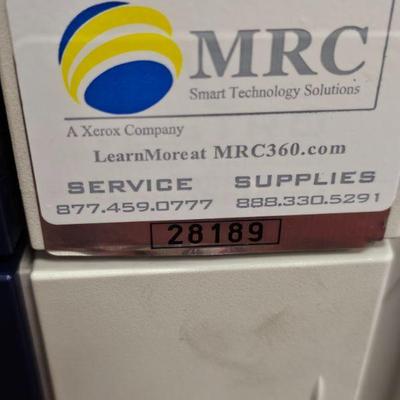 MRC
Smart Technology Solutions
A Xerox Company
LearnMoreat MRC360.com
SERVICE SUPPLIES
877.459.0777 888.330.5291
28189